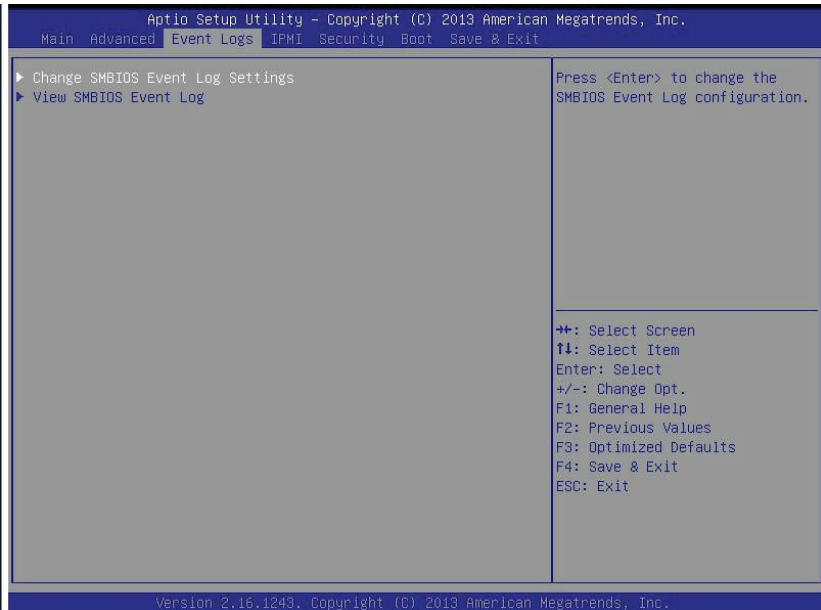 Aptio Setup Utility – Copyright (C) 2013 American Megatrends, Inc.
Main Advanced Event Logs IPMI Security Boot Save & Exit
▶ Change SMBIOS Event Log Settings
▶ View SMBIOS Event Log
Press <Enter> to change the
SMBIOS Event Log configuration.
→←: Select Screen
↑↓: Select Item
Enter: Select
+/-: Change Opt.
F1: General Help
F2: Previous Values
F3: Optimized Defaults
F4: Save & Exit
ESC: Exit
Version 2.16.1243. Copyright (C) 2013 American Megatrends, Inc.